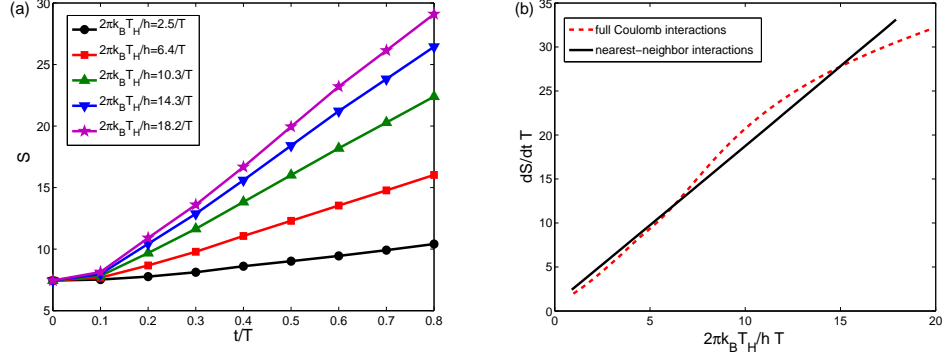 (a)
30
25
20
15
10
5
S
0
0.1
0.2
0.3
0.4
0.5
0.6
0.7
0.8
t/T
2πk_BT_H/h=2.5/T
2πk_BT_H/h=6.4/T
2πk_BT_H/h=10.3/T
2πk_BT_H/h=14.3/T
2πk_BT_H/h=18.2/T
(b)
35
30
25
20
15
10
5
0
dS/dt T
0
5
10
15
20
2πk_BT_H/h T
full Coulomb interactions
nearest−neighbor interactions